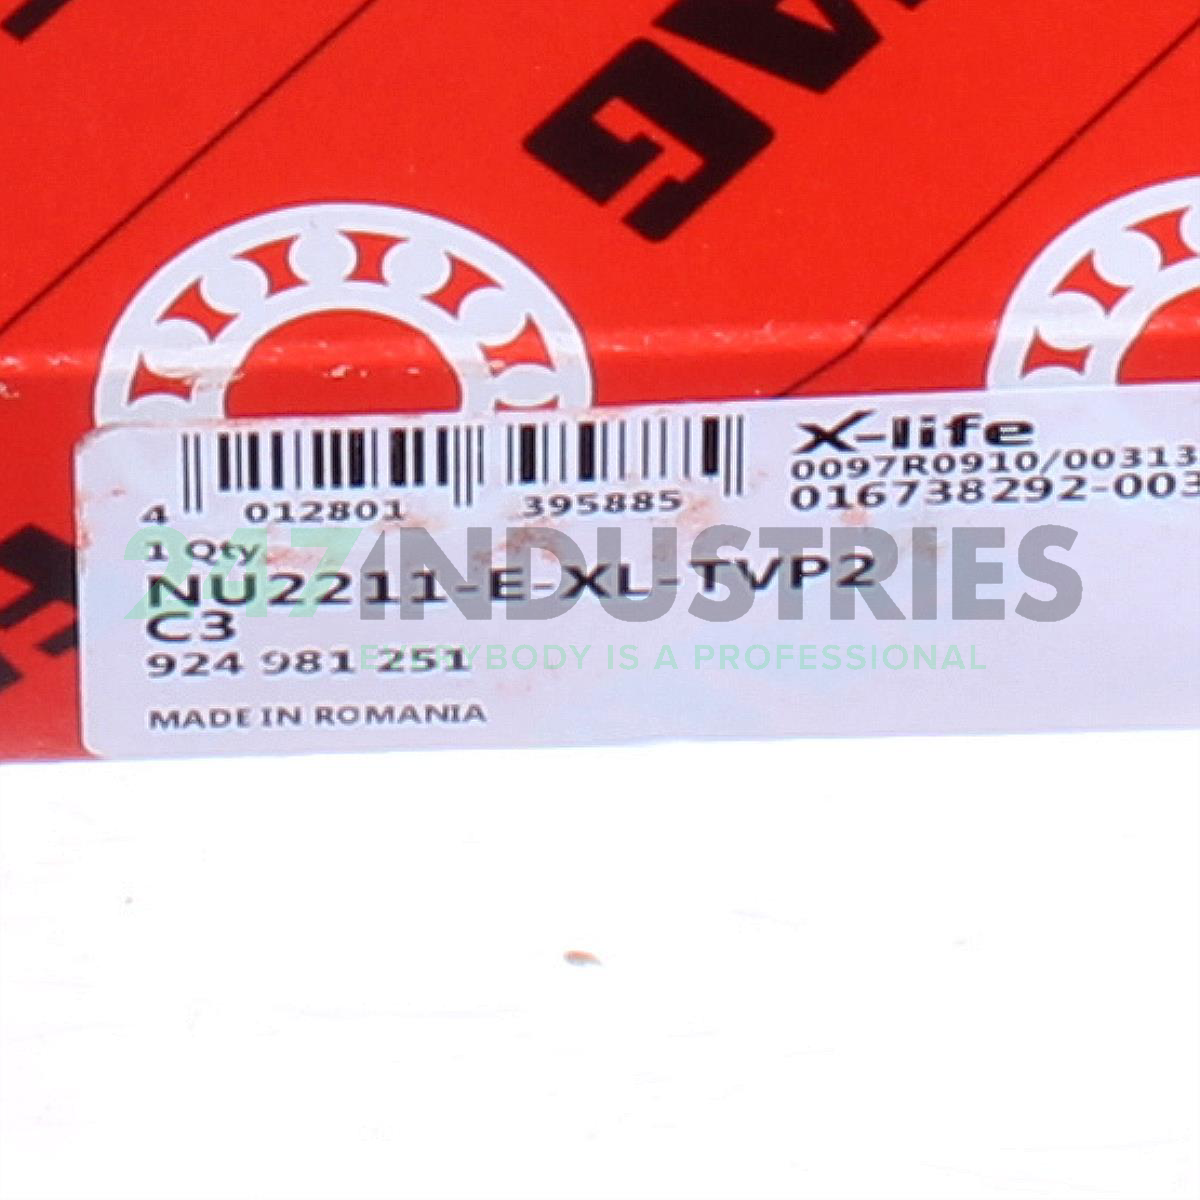 FAG
X-life
0097R0910/00313
016738292-003
4 012801 395885
1 Qty
NU2211-E-XL-TVP2
C3
924 981 251
MADE IN ROMANIA
247INDUSTRIES
EVERYBODY IS A PROFESSIONAL